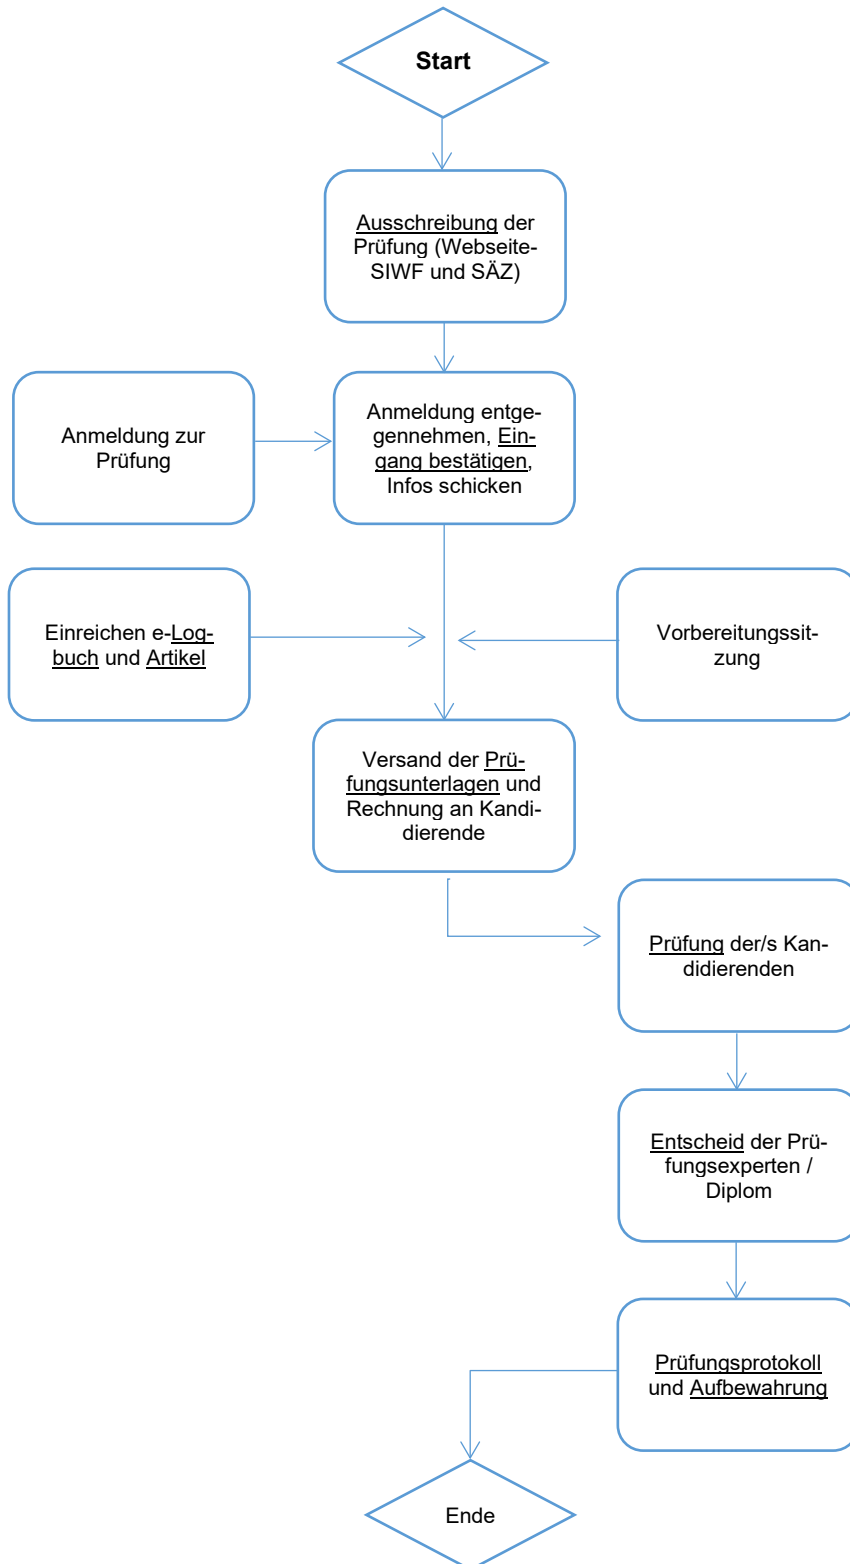 Start
Ausschreibung der
Prüfung (Webseite-
SIWF und SÄZ)
Anmeldung zur
Prüfung
Anmeldung entge-
gennehmen, Ein-
gang bestätigen,
Infos schicken
Einreichen e-Log-
buch und Artikel
Vorbereitungssit-
zung
Versand der Prü-
fungsunterlagen und
Rechnung an Kandi-
dierende
Prüfung der/s Kan-
didierenden
Entscheid der Prü-
fungsexperten /
Diplom
Prüfungsprotokoll
und Aufbewahrung
Ende